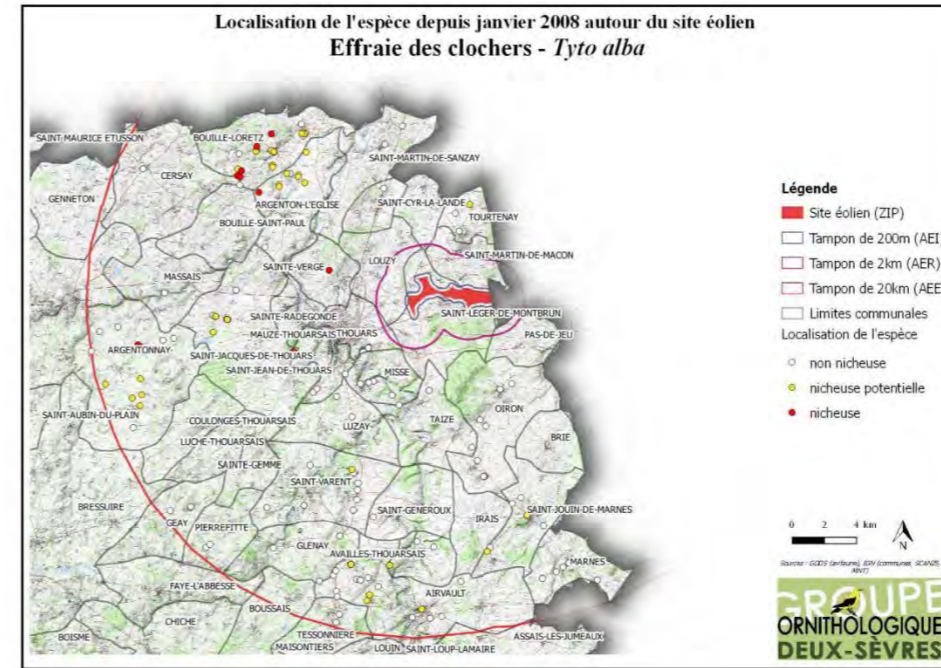 Localisation de l'espèce depuis janvier 2008 autour du site éolien
Effraie des clochers - Tyto alba
SAINT MAURICE ETUSSON
BOUILLE-LORETZ
SAINT-MARTIN-DE-SANZAY
CERSAY
GENNETON
ARGENTON-L'EGLISE
SAINT-CYR-LA-LANDE
TOURTENAY
BOUILLE-SAINT-PAUL
SAINT-MARTIN-DE-MACON
LOUZY
SAINTE-VERGE
MASSAIS
SAINT-LEGER-DE-MONTBRUN
SAINTE-RADEGONDE
MAUZE-THOUARSAIS
THOUARS
PAS-DE-JEU
ARGENTONNAY
SAINT-JACQUES-DE-THOUARS
SAINT-JEAN-DE-THOUARS
MISSE
OIRON
SAINT-AUBIN-DU-PLAIN
COULONGES-THOUARSAIS
LUZAY
TAIZE
BRIE
LUCHE-THOUARSAIS
SAINTE-GEMME
SAINT-VARENT
BRESSUIRE
SAINT-GENEROUX
SAINT-JOUIN-DE-MARNES
IRAIS
GEAY
PIERREFITTE
GLENAY
AVAILLES-THOUARSAIS
MARNES
FAYE-L'ABBESSE
AIRVAULT
BOUSSAIS
CHICHE
TESSONNIERE
ASSAIS-LES-JUMEAUX
BOISME
MAISONTIERS
LOUIN
SAINT-LOUP-LAMAIRE
Légende
Site éolien (ZIP)
Tampon de 200m (AEI
Tampon de 2km (AER)
Tampon de 20km (AEE
Limites communales
Localisation de l'espèce
non nicheuse
nicheuse potentielle
nicheuse
0 2 4 km
N
Source : GODS (avifaune), IGN (communes, SCAN25,
MNT)
GROUPE
ORNITHOLOGIQUE
DEUX-SÈVRES